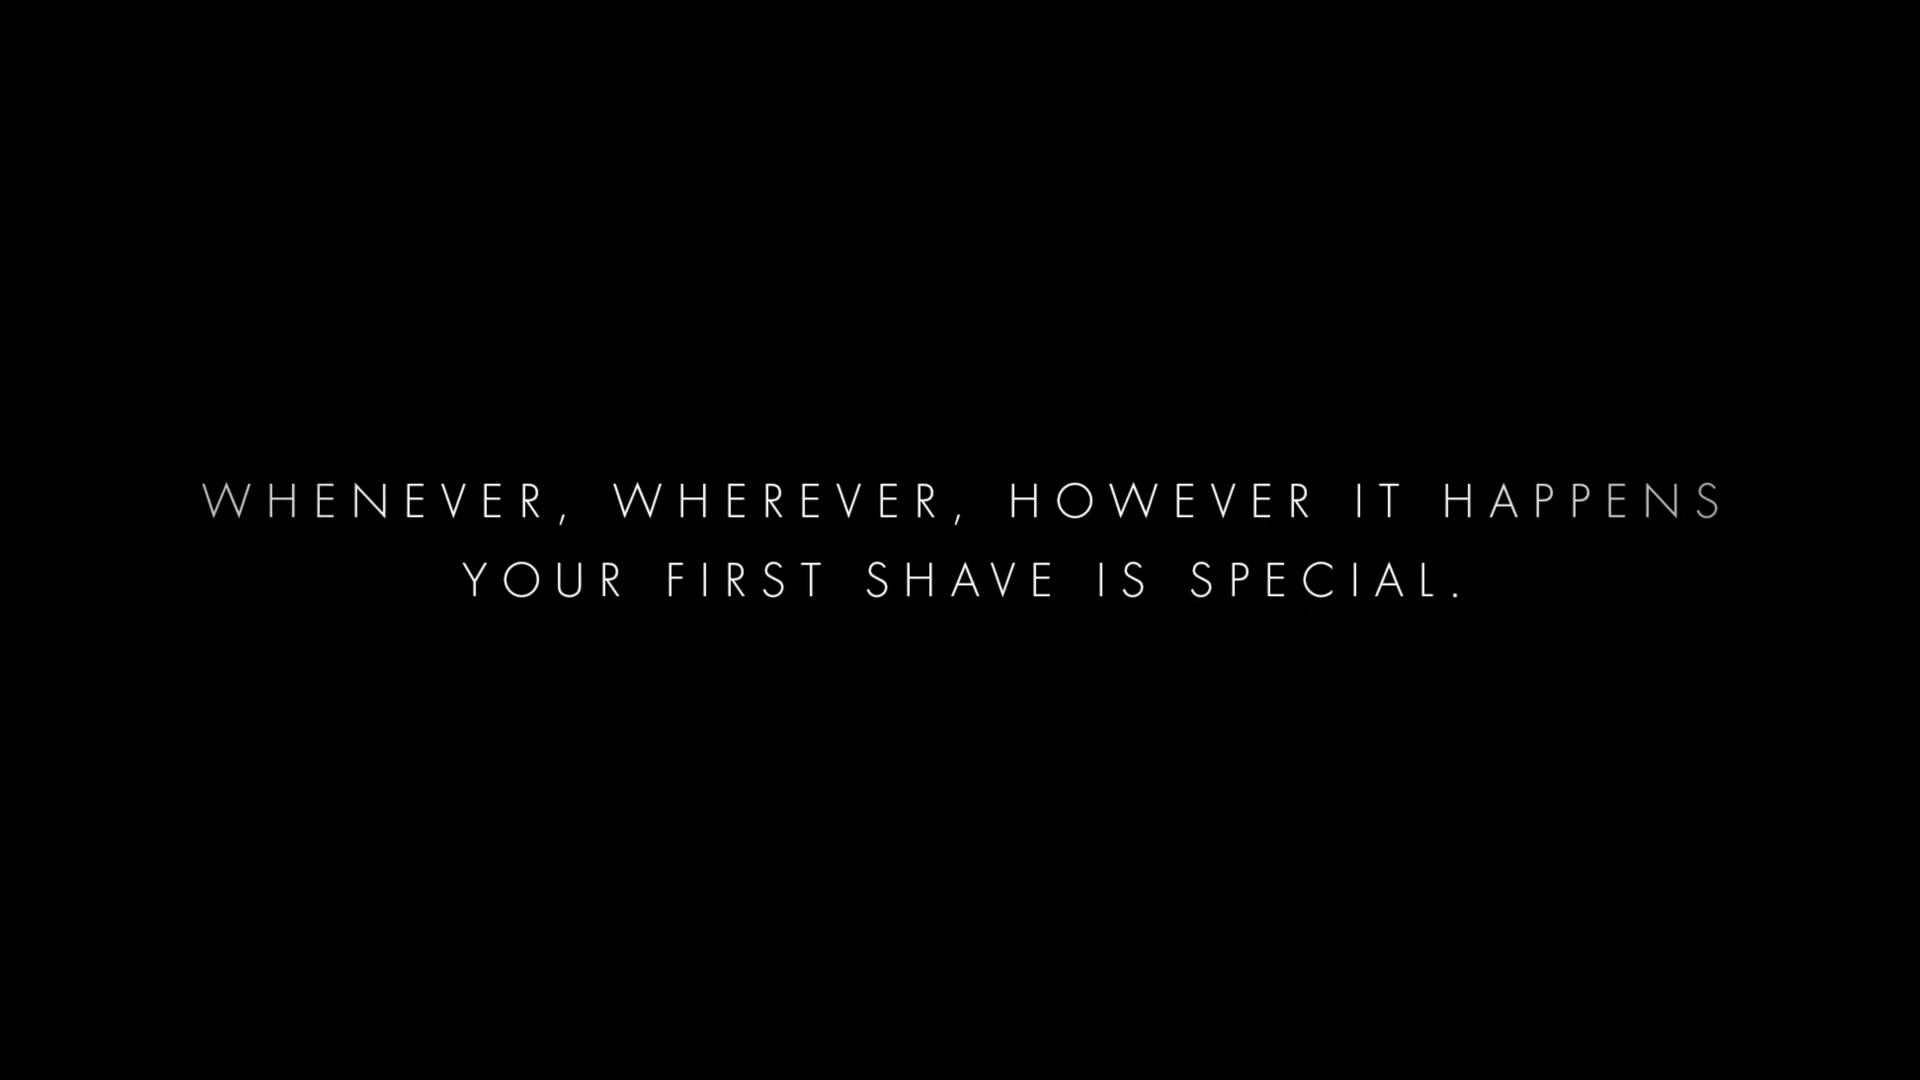 WHENEVER, WHEREVER, HOWEVER IT HAPPENS
YOUR FIRST SHAVE IS SPECIAL.